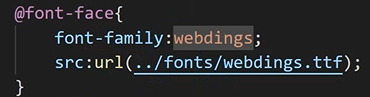 @font-face{
font-family:webdings;
src:url(../fonts/webdings.ttf);
}